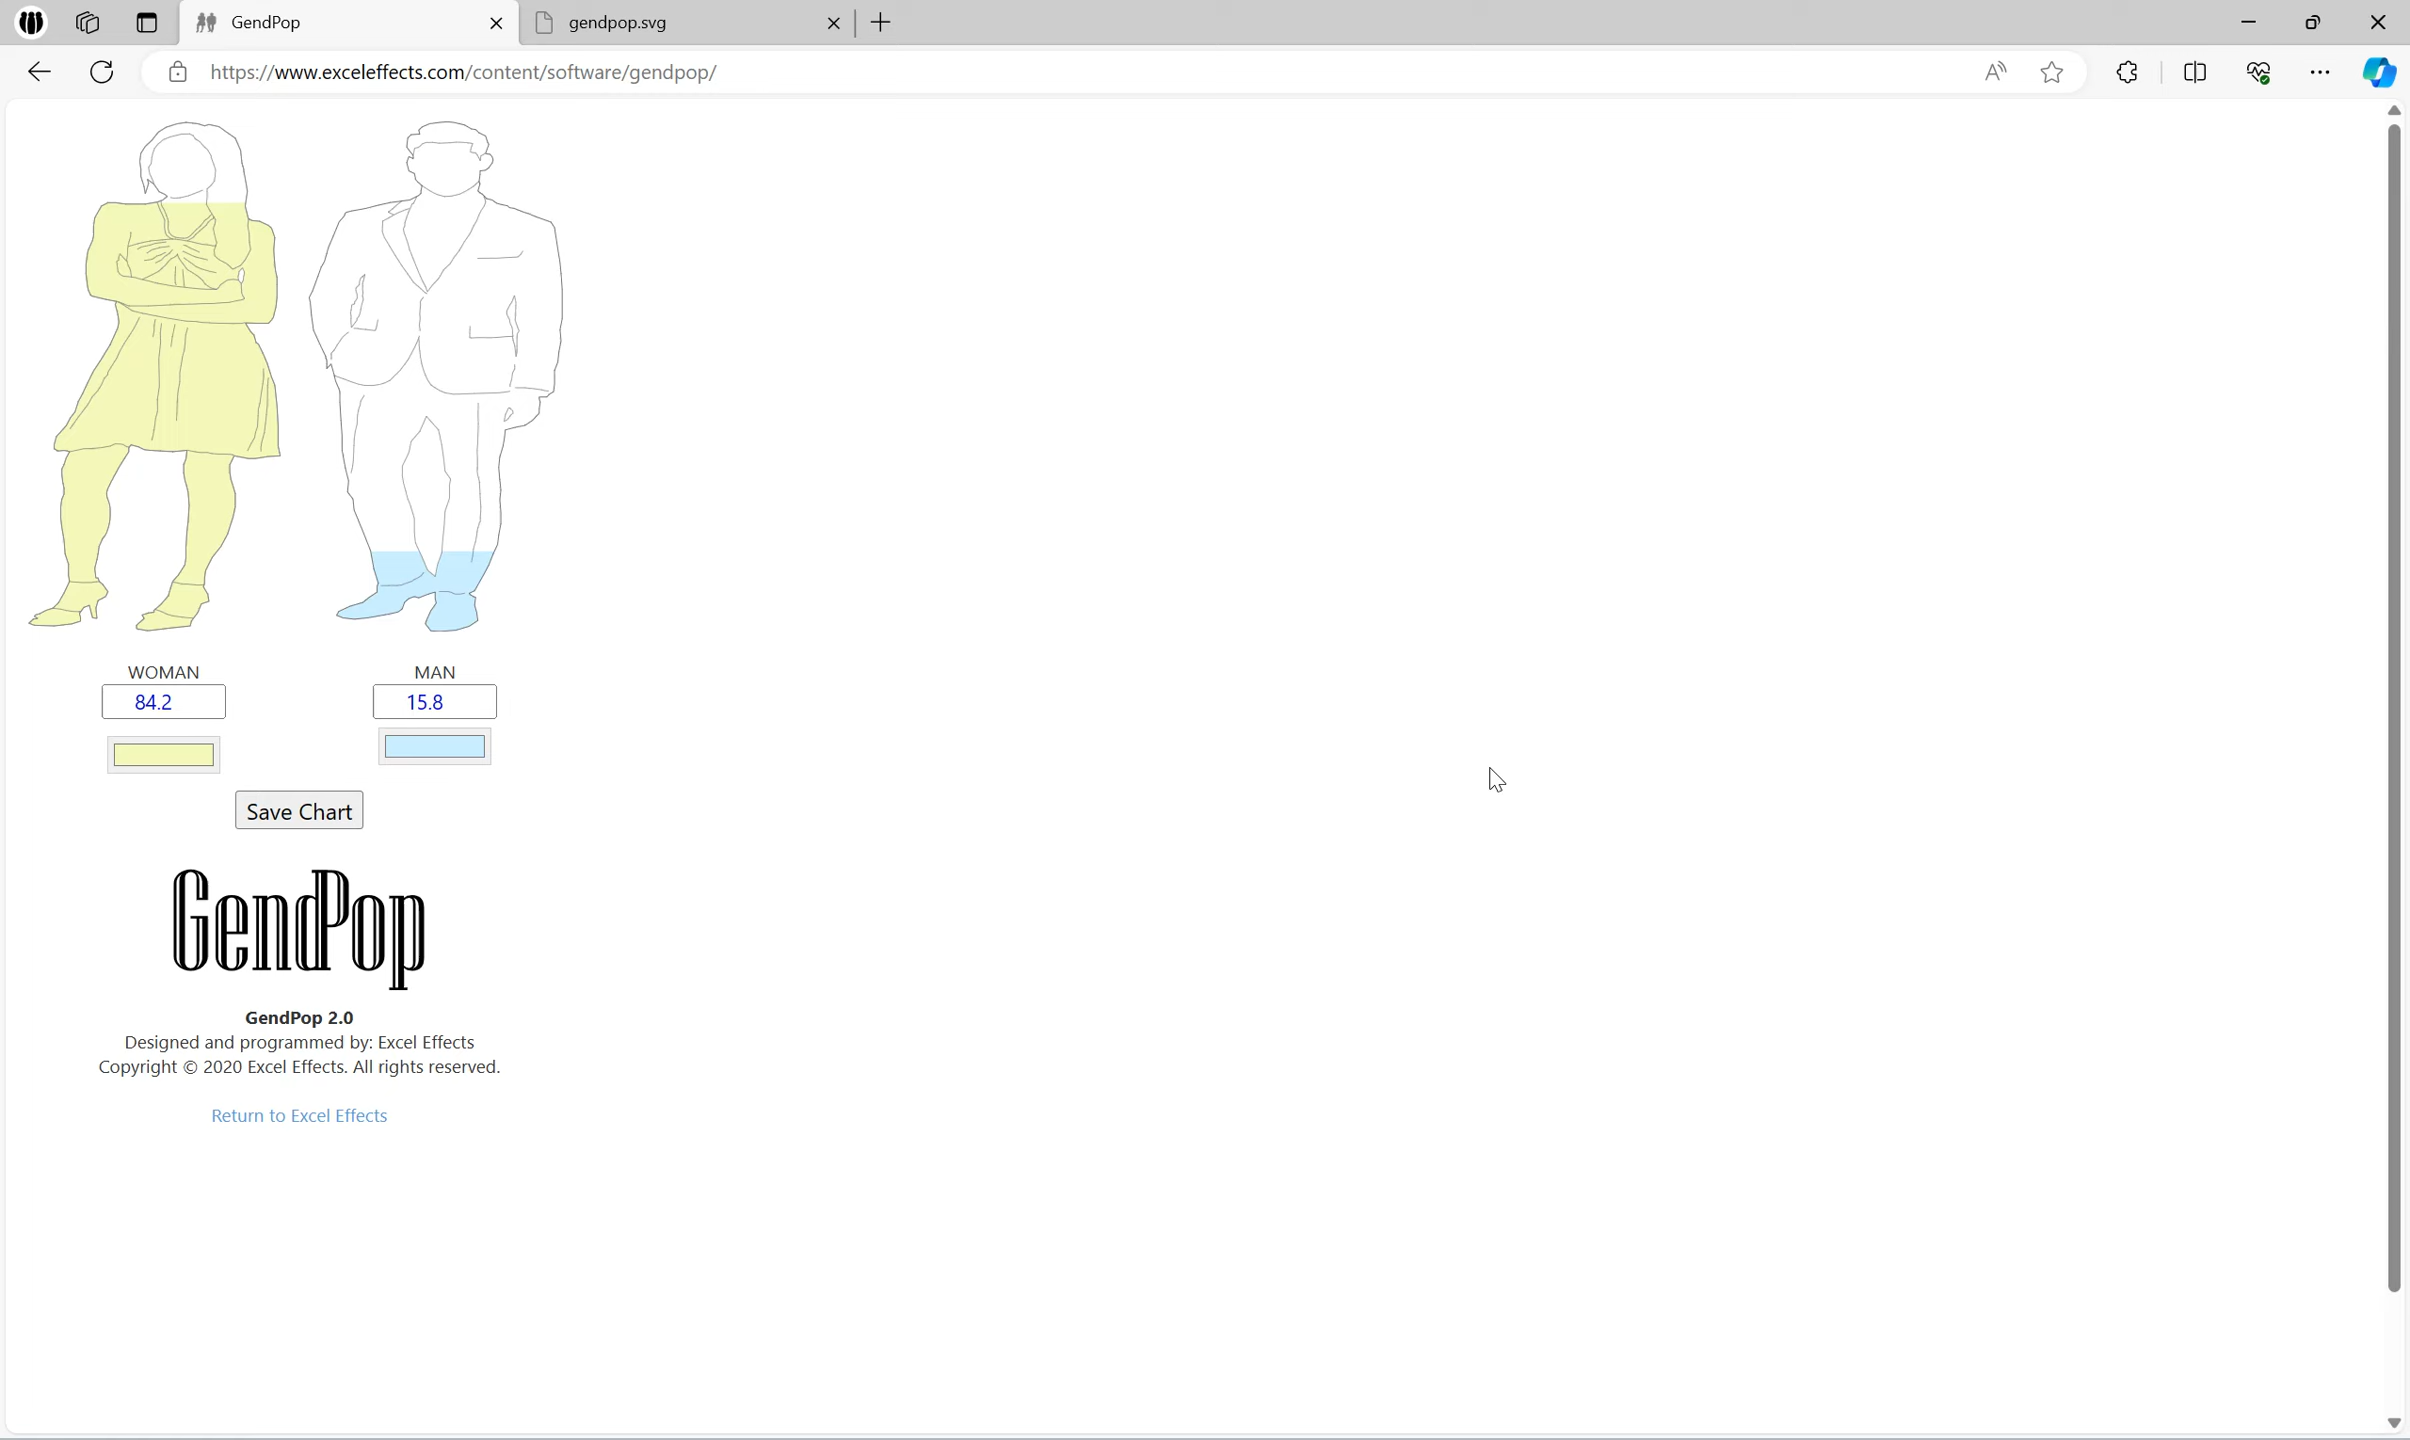 GendPop
gendpop.svg
https://www.exceleffects.com/content/software/gendpop/
WOMAN
MAN
84.2
15.8
Save Chart
GendPop
GendPop 2.0
Designed and programmed by: Excel Effects
Copyright © 2020 Excel Effects. All rights reserved.
Return to Excel Effects